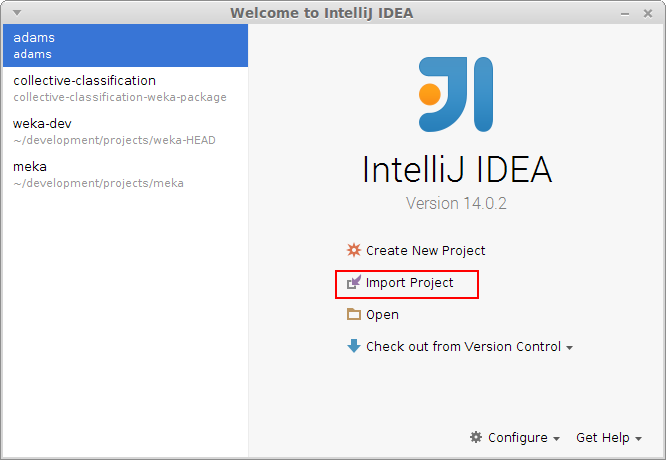 Welcome to IntelliJ IDEA
adams
adams
collective-classification
collective-classification-weka-package
weka-dev
~/development/projects/weka-HEAD
meka
~/development/projects/meka
IntelliJ IDEA
Version 14.0.2
Create New Project
Import Project
Open
Check out from Version Control
Configure
Get Help